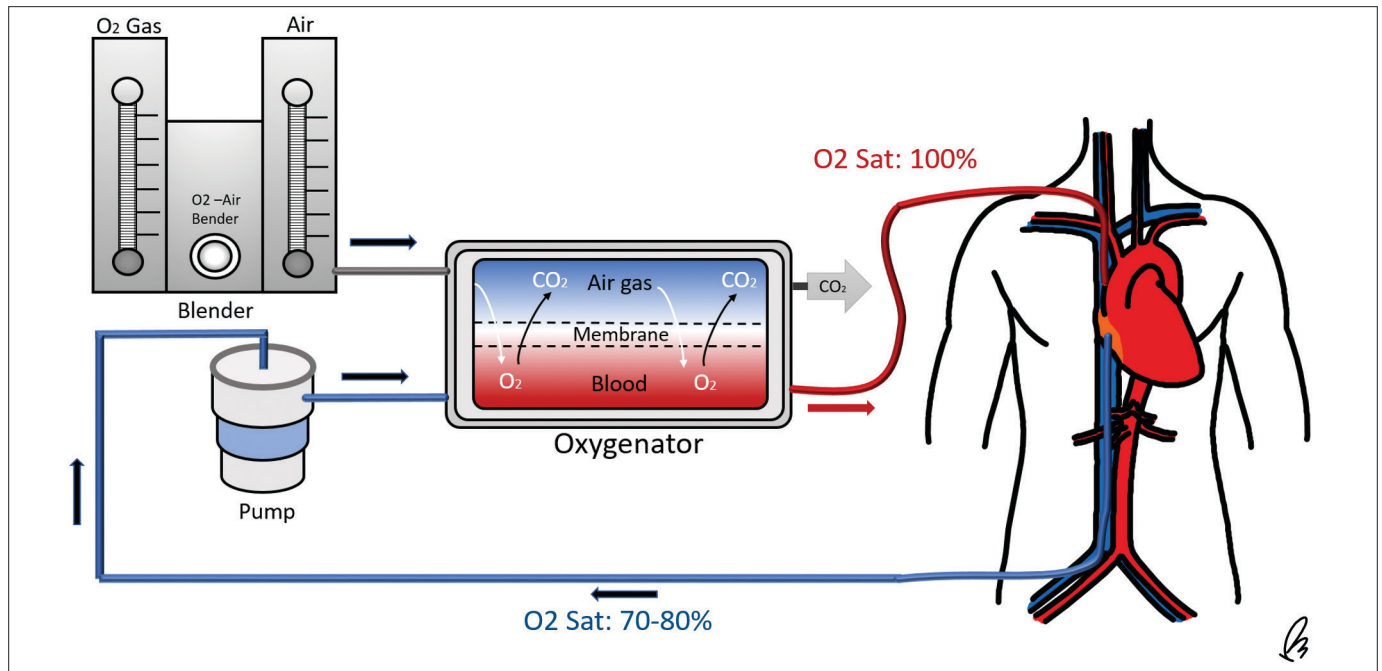 O₂ Gas
Air
O2 –Air
Bender
Blender
Pump
CO₂
Air gas
CO₂
Membrane
O₂
Blood
O₂
Oxygenator
CO₂
O2 Sat: 100%
O2 Sat: 70-80%